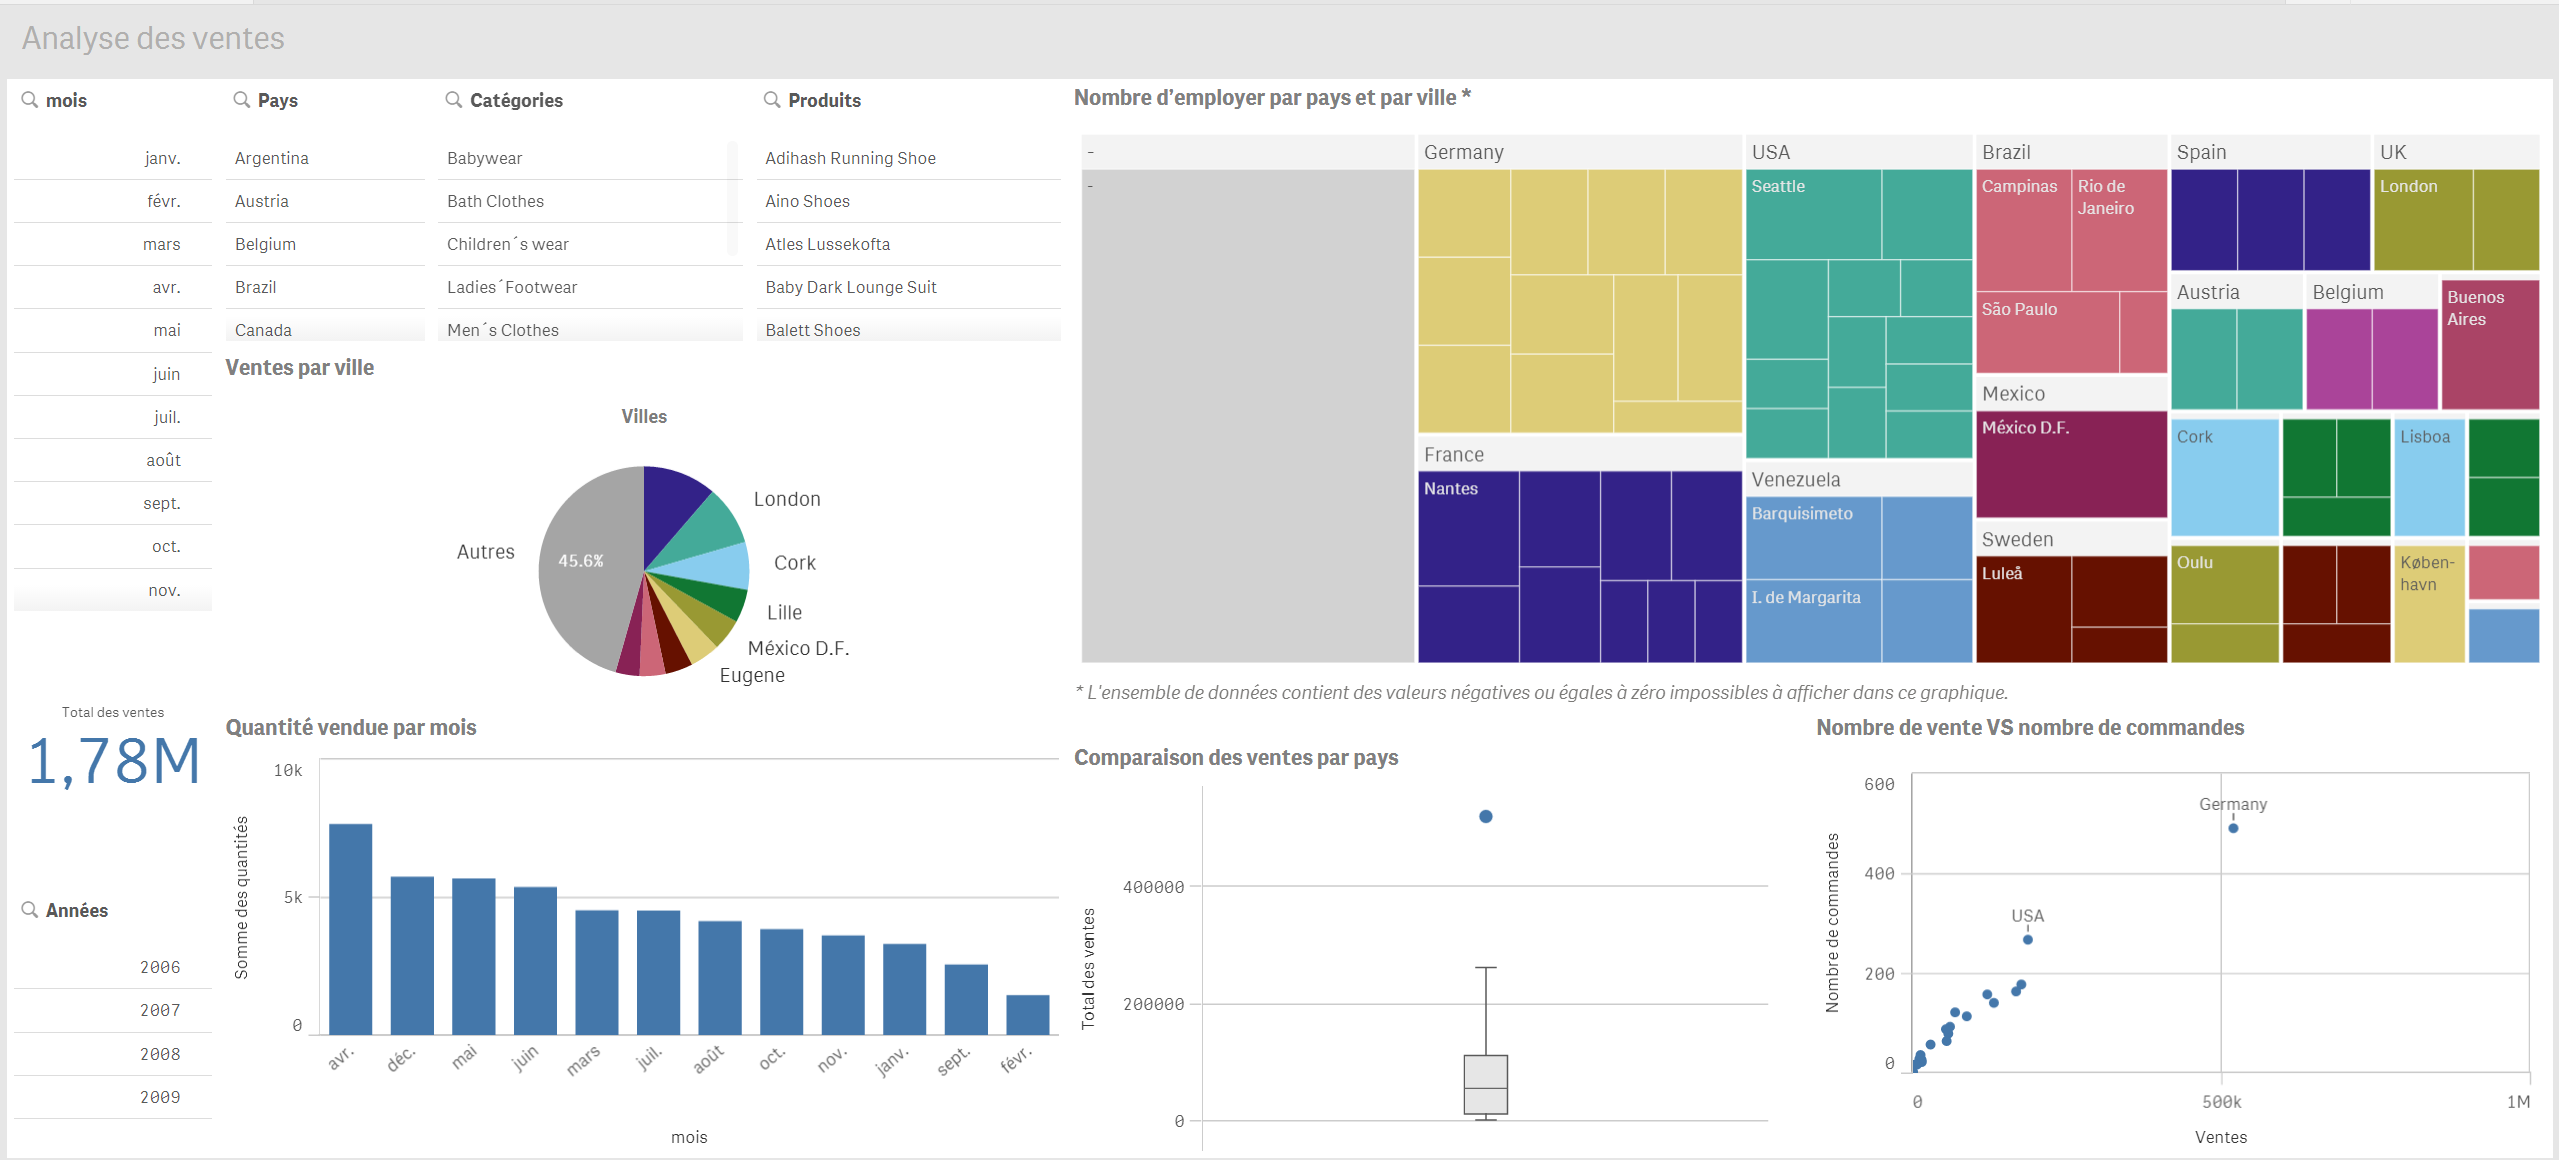 Analyse des ventes
mois
janv.
févr.
mars
avr.
mai
juin
juil.
août
sept.
oct.
nov.
Pays
Argentina
Austria
Belgium
Brazil
Canada
Catégories
Babywear
Bath Clothes
Children´s wear
Ladies´Footwear
Men´s Clothes
Produits
Adihash Running Shoe
Aino Shoes
Atles Lussekofta
Baby Dark Lounge Suit
Balett Shoes
Nombre d’employer par pays et par ville *
-
-
Germany
France
Nantes
USA
Seattle
Venezuela
Barquisimeto
I. de Margarita
Brazil
Campinas
Rio de
Janeiro
São Paulo
Mexico
México D.F.
Sweden
Luleå
Spain
UK
London
Austria
Belgium
Buenos
Aires
Cork
Lisboa
Oulu
Køben-
havn
* L'ensemble de données contient des valeurs négatives ou égales à zéro impossibles à afficher dans ce graphique.
Ventes par ville
Villes
London
Cork
Lille
México D.F.
Eugene
Autres
45.6%
Total des ventes
1,78M
Années
2006
2007
2008
2009
Quantité vendue par mois
Somme des quantités
10k
5k
0
avr.
déc.
mai
juin
mars
juil.
août
oct.
nov.
janv.
sept.
févr.
mois
Comparaison des ventes par pays
Total des ventes
400000
200000
0
Nombre de vente VS nombre de commandes
Nombre de commandes
600
400
200
0
Germany
USA
0
500k
1M
Ventes